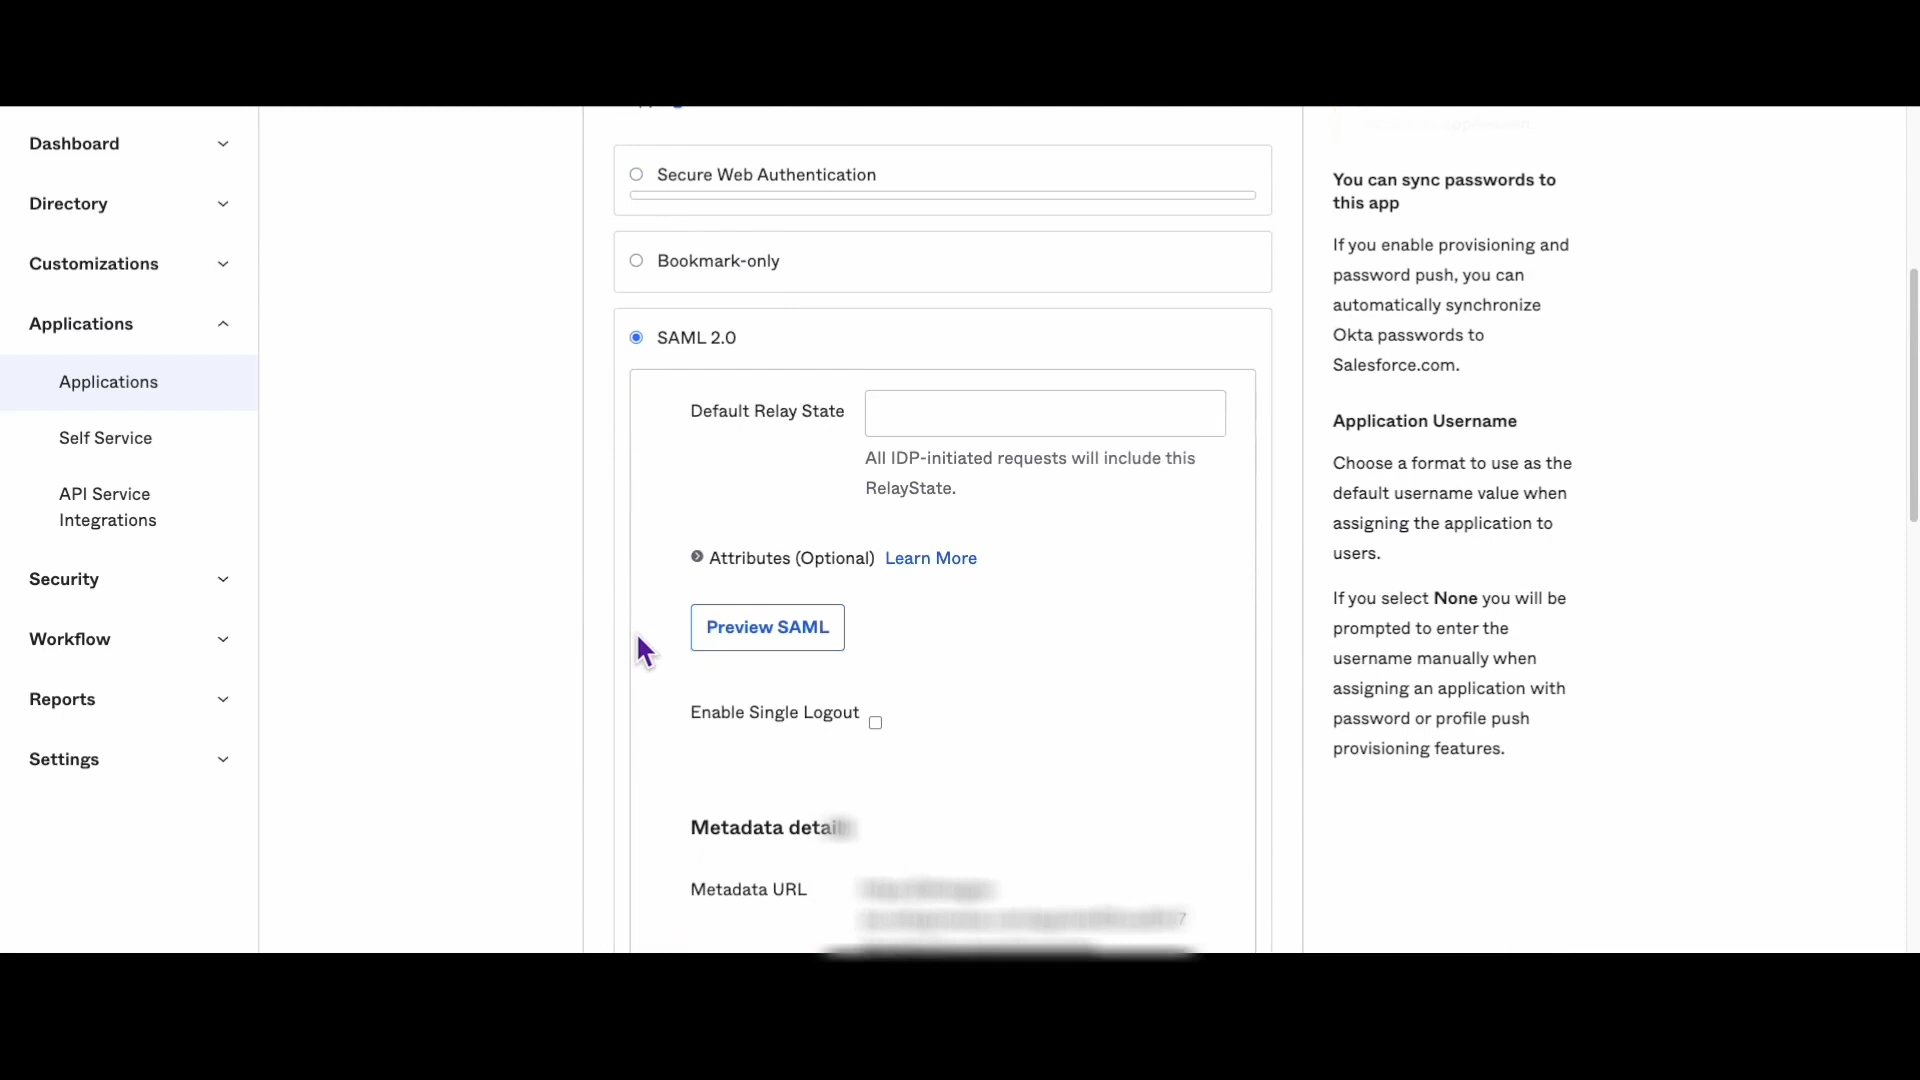 Dashboard
Directory
Customizations
Applications
Applications
Self Service
API Service
Integrations
Security
Workflow
Reports
Settings
Secure Web Authentication
Bookmark-only
SAML 2.0
Default Relay State
All IDP-initiated requests will include this
RelayState.
Attributes (Optional) Learn More
Preview SAML
Enable Single Logout
Metadata details
Metadata URL
You can sync passwords to
this app
If you enable provisioning and
password push, you can
automatically synchronize
Okta passwords to
Salesforce.com.
Application Username
Choose a format to use as the
default username value when
assigning the application to
users.
If you select None you will be
prompted to enter the
username manually when
assigning an application with
password or profile push
provisioning features.